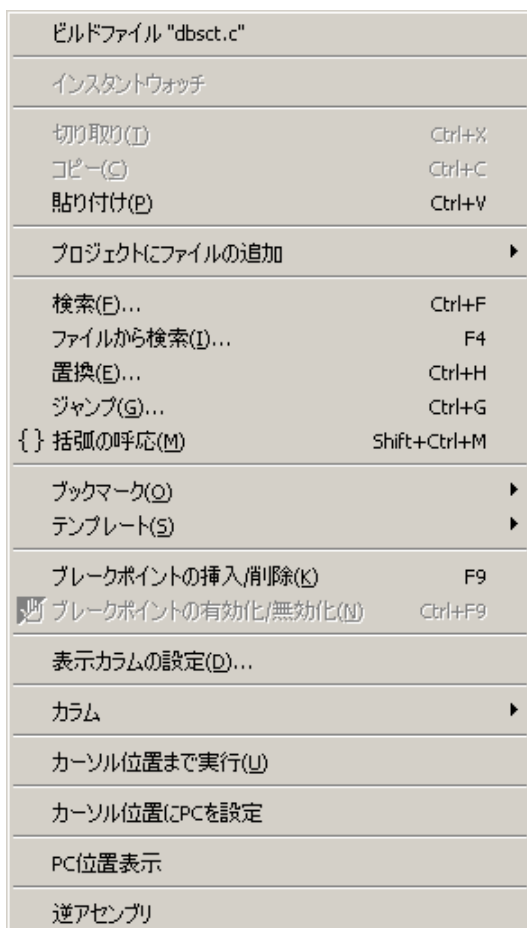 ビルドファイル "dbsct.c"
インスタントウォッチ
切り取り(T) Ctrl+X
コピー(C) Ctrl+C
貼り付け(P) Ctrl+V
プロジェクトにファイルの追加
検索(F)... Ctrl+F
ファイルから検索(I)... F4
置換(E)... Ctrl+H
ジャンプ(G)... Ctrl+G
{ } 括弧の呼応(M) Shift+Ctrl+M
ブックマーク(O)
テンプレート(S)
ブレークポイントの挿入/削除(K) F9
ブレークポイントの有効化/無効化(N) Ctrl+F9
表示カラムの設定(D)...
カラム
カーソル位置まで実行(U)
カーソル位置にPCを設定
PC位置表示
逆アセンブリ